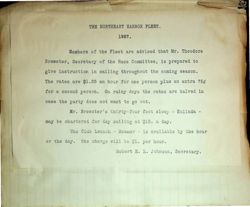 THE NORTHEAST HARBOR FLEET.
1937.
Members of the Fleet are advised that Mr. Theodore
Brewster, Secretary of the Race Committee, is prepared to
give instruction in sailing throughout the coming season.
The rates are $1.25 an hour for one person plus an extra 75¢
for a second person. On rainy days the rates are halved in
case the party does not want to go out.
Mr. Brewster's thirty-four foot sloop - Malinda -
may be chartered for day sailing at $15. a day.
The Club Launch - - is available by the hour
or the day. The charge will be $1. per hour.
Robert E. L. Johnson, Secretary.